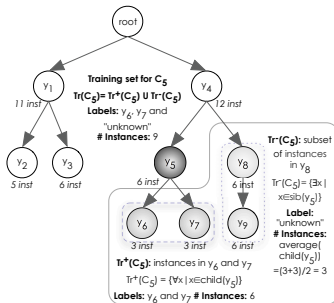 root
y1
y4
11 inst
12 inst
Training set for C5
Tr(C5)= Tr+(C5) U Tr-(C5)
Labels: y6, y7 and
"unknown"
# Instances: 9
y2
y3
5 inst
6 inst
y5
6 inst
y8
6 inst
y6
y7
y9
3 inst
3 inst
6 inst
Tr+(C5): instances in y6 and y7
Tr+(C5) = {∀x|x∈child(y5)}
Labels: y6 and y7 # Instances: 6
Tr-(C5): subset
of instances
in y8
Tr-(C5) = {∃x|
x∈sib(y5)}
Label:
"unknown"
# Instances:
average(
child(y5))
=(3+3)/2 = 3